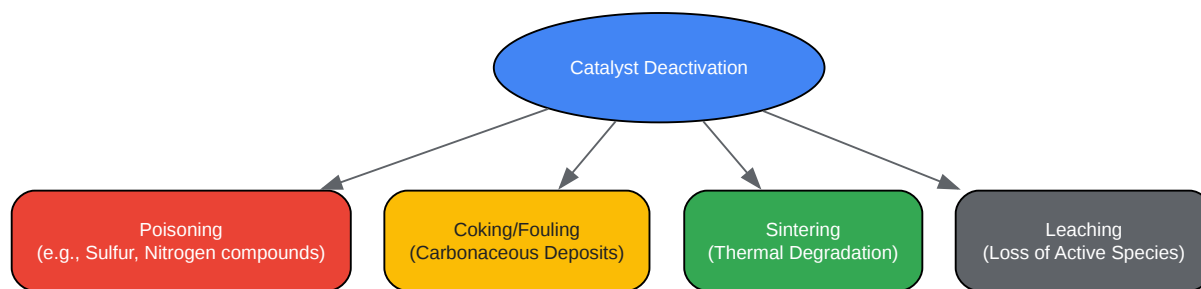 Catalyst Deactivation
Poisoning
(e.g., Sulfur, Nitrogen compounds)
Coking/Fouling
(Carbonaceous Deposits)
Sintering
(Thermal Degradation)
Leaching
(Loss of Active Species)